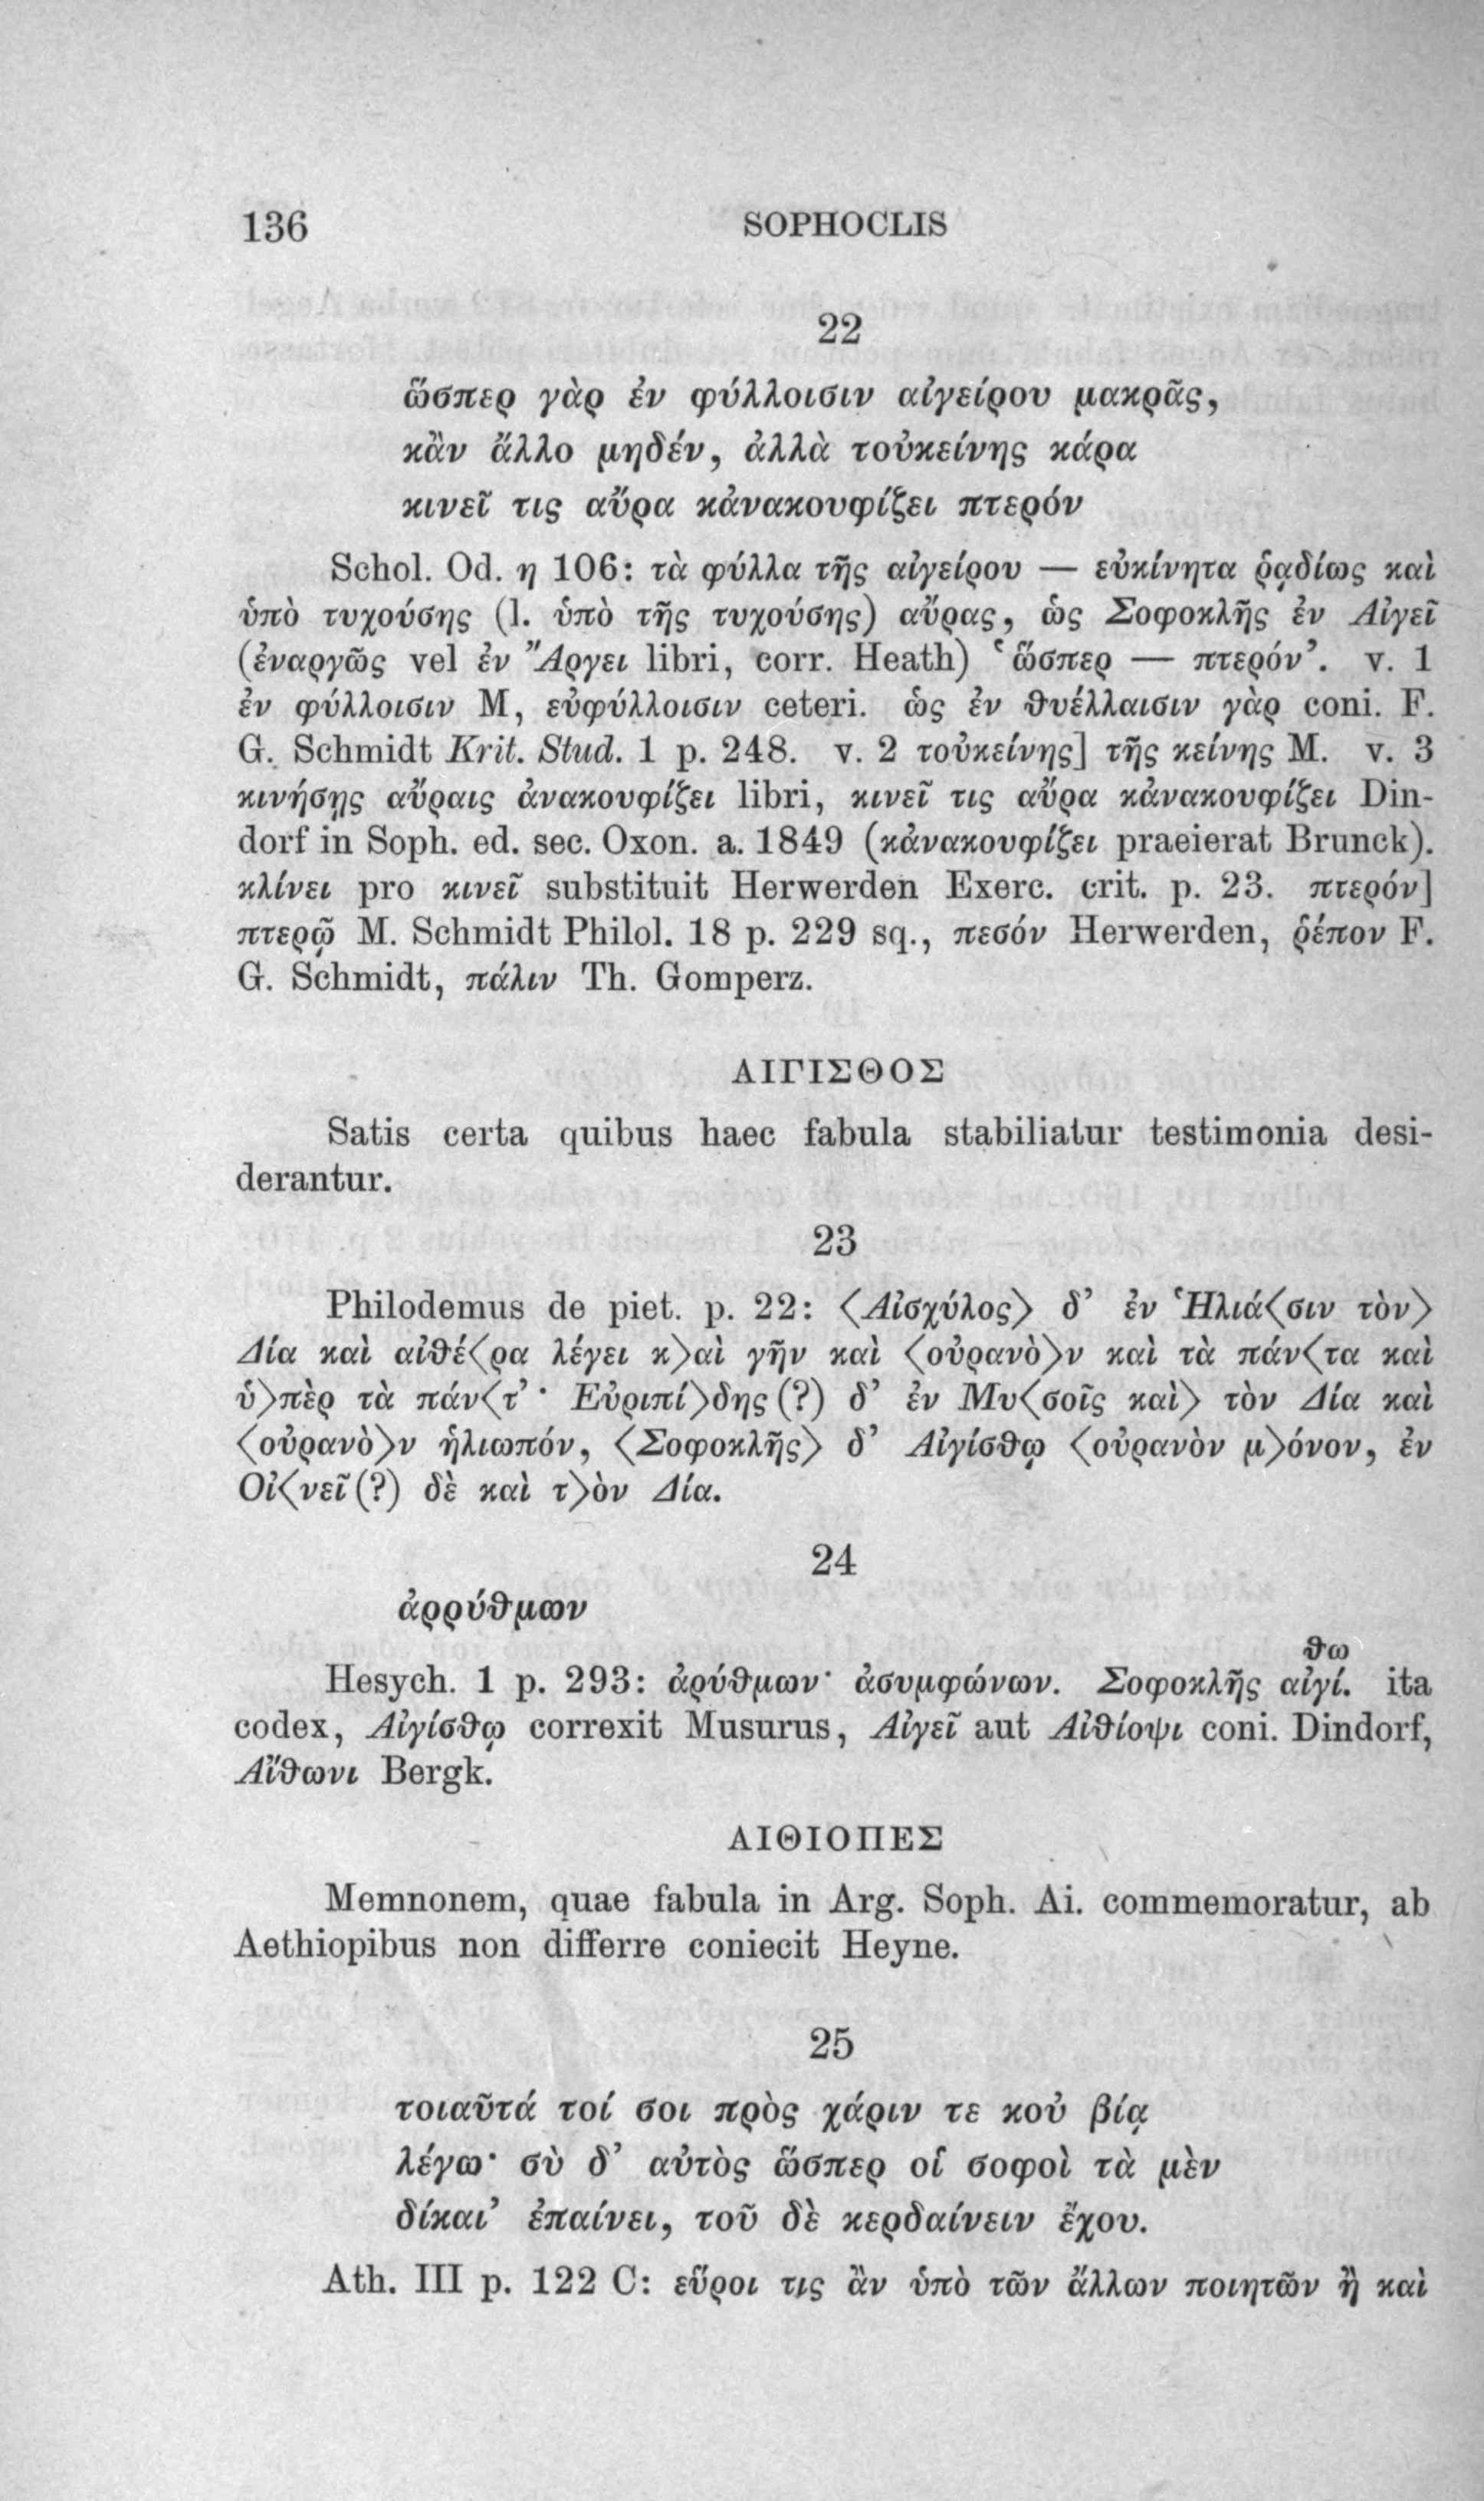 136 SOPHOCLIS
22
ὥσπερ γὰρ ἐν φύλλοισιν αἰγείρου μακρᾶς,
κἂν ἄλλο μηδέν, ἀλλὰ τοὐκείνης κάρα
κινεῖ τις αὔρα κἀνακουφίζει πτερόν
Schol. Od. η 106: τὰ φύλλα τῆς αἰγείρου — εὐκίνητα ῥᾳδίως καὶ
ὑπὸ τυχούσης (l. ὑπὸ τῆς τυχούσης) αὔρας, ὡς Σοφοκλῆς ἐν Αἰγεῖ
(ἐναργῶς vel ἐν Ἄργει libri, corr. Heath) ‛ὥσπερ — πτερόν’. v. 1
ἐν φύλλοισιν M, εὐφύλλοισιν ceteri. ὡς ἐν θυέλλαισιν γὰρ coni. F.
G. Schmidt Krit. Stud. 1 p. 248. v. 2 τοὐκείνης] τῆς κείνης M. v. 3
κινήσῃς αὔραις ἀνακουφίζει libri, κινεῖ τις αὔρα κἀνακουφίζει Din-
dorf in Soph. ed. sec. Oxon. a. 1849 (κἀνακουφίζει praeierat Brunck).
κλίνει pro κινεῖ substituit Herwerden Exerc. crit. p. 23. πτερόν]
πτερῷ M. Schmidt Philol. 18 p. 229 sq., πεσόν Herwerden, ῥέπον F.
G. Schmidt, πάλιν Th. Gomperz.
ΑΙΓΙΣΘΟΣ
Satis certa quibus haec fabula stabiliatur testimonia desi-
derantur.
23
Philodemus de piet. p. 22: ⟨Αἰσχύλος⟩ δ’ ἐν Ἡλιά⟨σιν τὸν⟩
Δία καὶ αἰθέ⟨ρα λέγει κ⟩αὶ γῆν καὶ ⟨οὐρανὸ⟩ν καὶ τὰ πάν⟨τα καὶ
ὑ⟩πὲρ τὰ πάν⟨τ’· Εὐριπί⟩δης (?) δ’ ἐν Μυ⟨σοῖς καὶ⟩ τὸν Δία καὶ
⟨οὐρανὸ⟩ν ἡλιωπόν, ⟨Σοφοκλῆς⟩ δ’ Αἰγίσθῳ ⟨οὐρανὸν μ⟩όνον, ἐν
Οἰ⟨νεῖ (?) δὲ καὶ τ⟩ὸν Δία.
24
ἀρρύθμων
θω
Hesych. 1 p. 293: ἀρύθμων· ἀσυμφώνων. Σοφοκλῆς αἰγί. ita
codex, Αἰγίσθῳ correxit Musurus, Αἰγεῖ aut Αἰθίοψι coni. Dindorf,
Αἴθωνι Bergk.
ΑΙΘΙΟΠΕΣ
Memnonem, quae fabula in Arg. Soph. Ai. commemoratur, ab
Aethiopibus non differre coniecit Heyne.
25
τοιαῦτά τοί σοι πρὸς χάριν τε κοὐ βίᾳ
λέγω· σὺ δ’ αὐτὸς ὥσπερ οἱ σοφοὶ τὰ μὲν
δίκαι’ ἐπαίνει, τοῦ δὲ κερδαίνειν ἔχου.
Ath. III p. 122 C: εὕροι τις ἂν ὑπὸ τῶν ἄλλων ποιητῶν ἢ καὶ